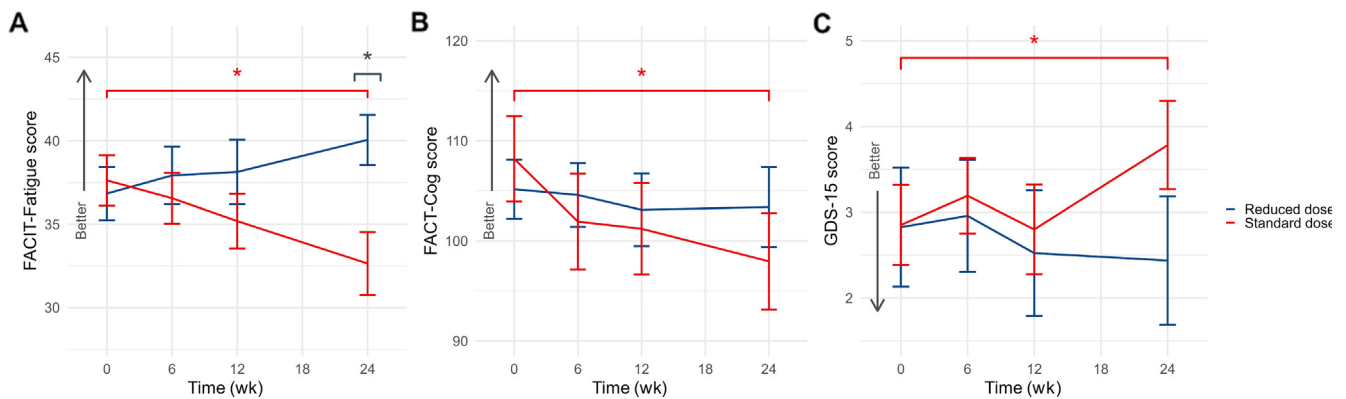 A
45
40
35
30
FACIT-Fatigue score
Better
*
*
0 6 12 18 24
Time (wk)
B
120
110
100
90
FACT-Cog score
Better
*
0 6 12 18 24
Time (wk)
C
5
4
3
2
GDS-15 score
Better
*
0 6 12 18 24
Time (wk)
Reduced dose
Standard dose